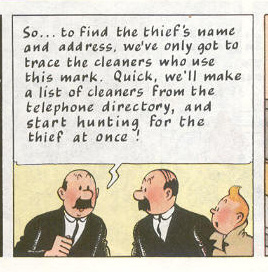 So... to find the thief's name
and address, we've only got to
trace the cleaners who use
this mark. Quick, we'll make
a list of cleaners from the
telephone directory, and
start hunting for the
thief at once!